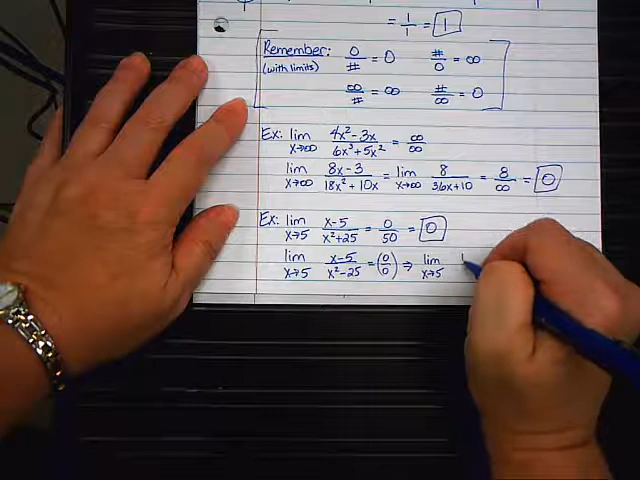 = 1/1 = 1
Remember: 0/# = 0 #/0 = ∞
(with limits) ∞/# = ∞ #/∞ = 0
Ex: lim x→∞ 4x² - 3x / 6x³ + 5x² = ∞/∞
lim x→∞ 8x - 3 / 18x² + 10x = lim x→∞ 8 / 36x + 10 = 8/∞ = 0
Ex: lim x→5 x - 5 / x² + 25 = 0/50 = 0
lim x→5 x - 5 / x² - 25 = (0/0) ⇒ lim x→5